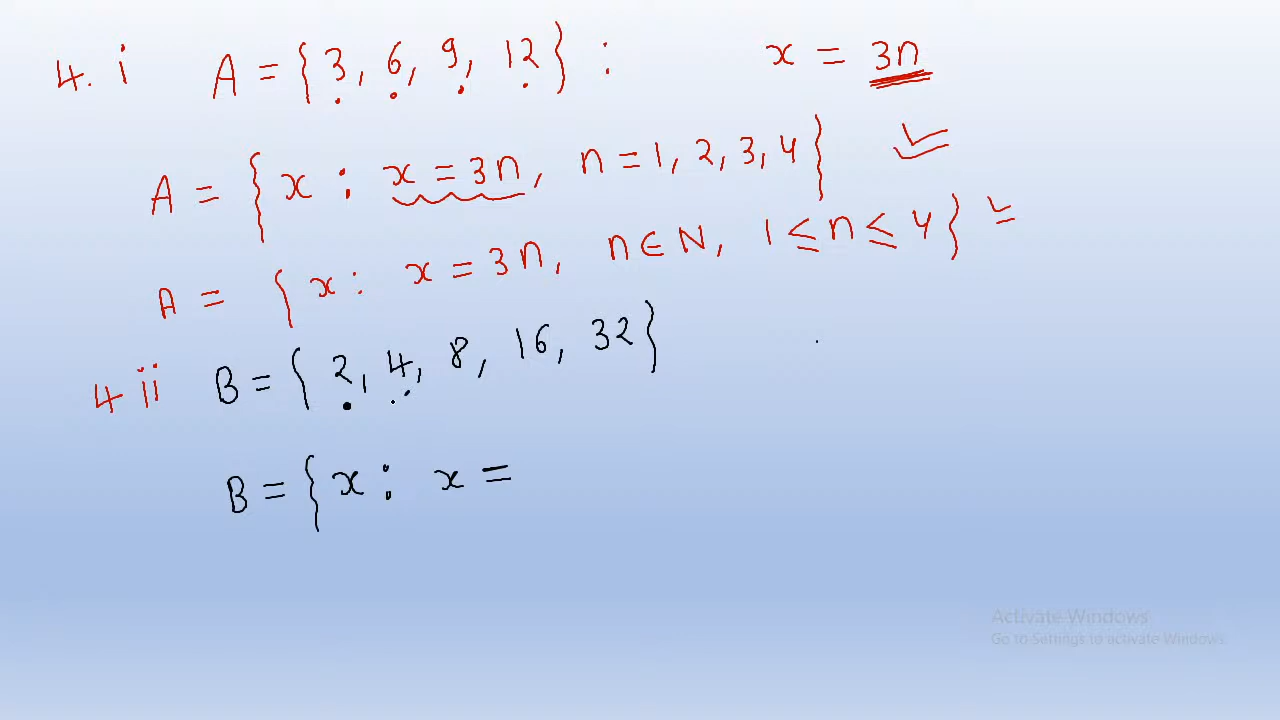 4. i A = {3, 6, 9, 12} : x = 3n
A = {x : x = 3n, n = 1, 2, 3, 4}
A = {x : x = 3n, n ∈ N, 1 ≤ n ≤ 4}
4 ii B = {2, 4, 8, 16, 32}
B = {x : x =
Activate Windows
Go to Settings to activate Windows.